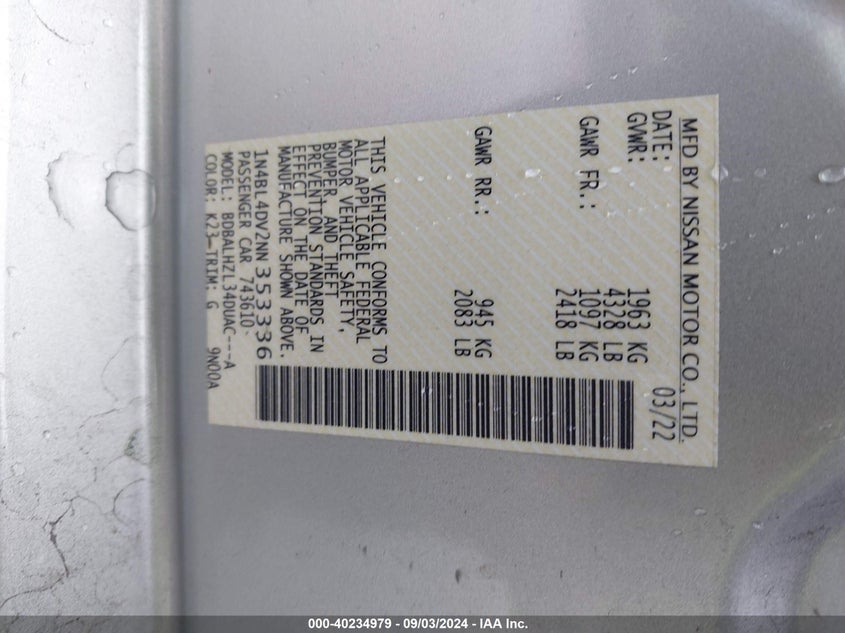 MFD BY NISSAN MOTOR CO., LTD.
DATE: 03/22
GVWR: 1963 KG
4328 LB
GAWR FR.: 1097 KG
2418 LB
GAWR RR.: 945 KG
2083 LB
THIS VEHICLE CONFORMS TO
ALL APPLICABLE FEDERAL
MOTOR VEHICLE SAFETY,
BUMPER, AND THEFT
PREVENTION STANDARDS IN
EFFECT ON THE DATE OF
MANUFACTURE SHOWN ABOVE.
1N4BL4DV2NN353336
PASSENGER CAR 743610
MODEL: BDBALHZL34DUAC---A
COLOR: K23-TRIM: G 9N00A
000-40234979 - 09/03/2024 - IAA Inc.